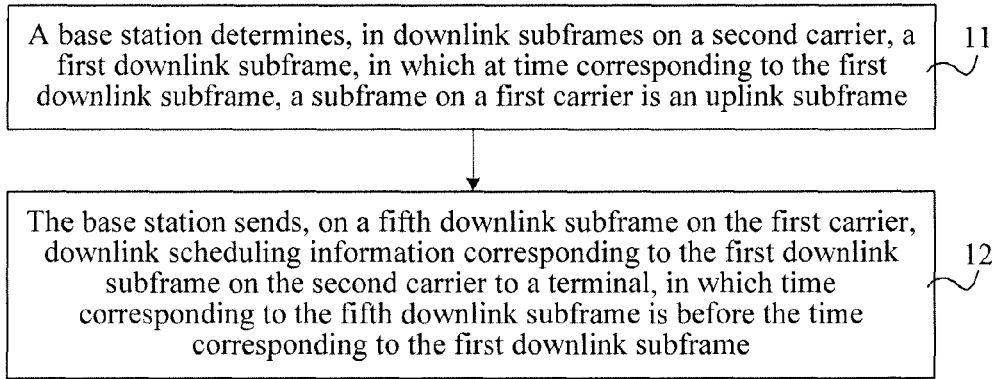 A base station determines, in downlink subframes on a second carrier, a
first downlink subframe, in which at time corresponding to the first
downlink subframe, a subframe on a first carrier is an uplink subframe
11
The base station sends, on a fifth downlink subframe on the first carrier,
downlink scheduling information corresponding to the first downlink
subframe on the second carrier to a terminal, in which time
corresponding to the fifth downlink subframe is before the time
corresponding to the first downlink subframe
12